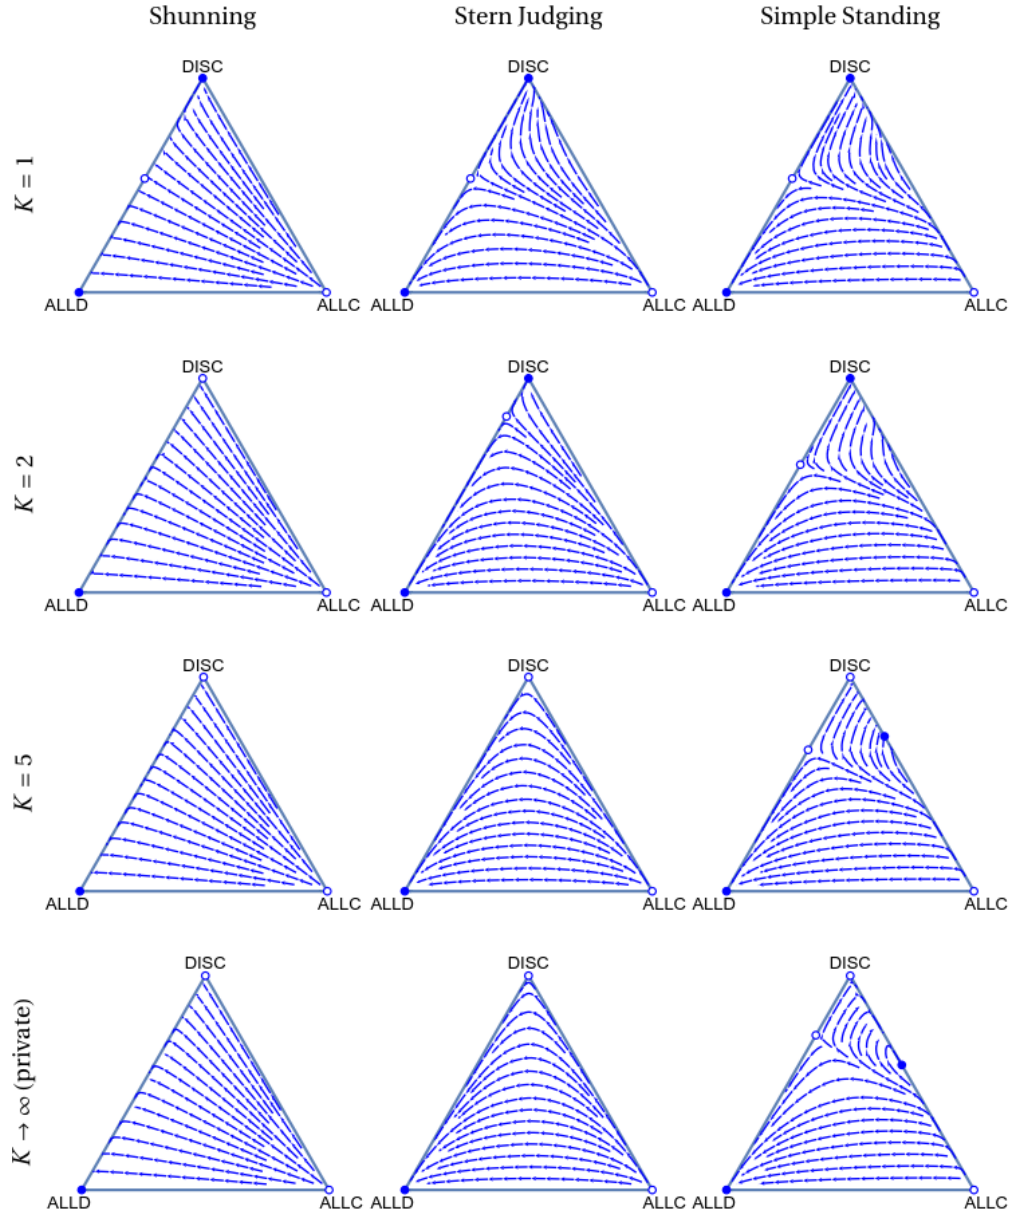 Shunning Stern Judging Simple Standing
DISC DISC DISC
K = 1
ALLD ALLC ALLD ALLC ALLD ALLC
DISC DISC DISC
K = 2
ALLD ALLC ALLD ALLC ALLD ALLC
DISC DISC DISC
K = 5
ALLD ALLC ALLD ALLC ALLD ALLC
DISC DISC DISC
K → ∞ (private)
ALLD ALLC ALLD ALLC ALLD ALLC